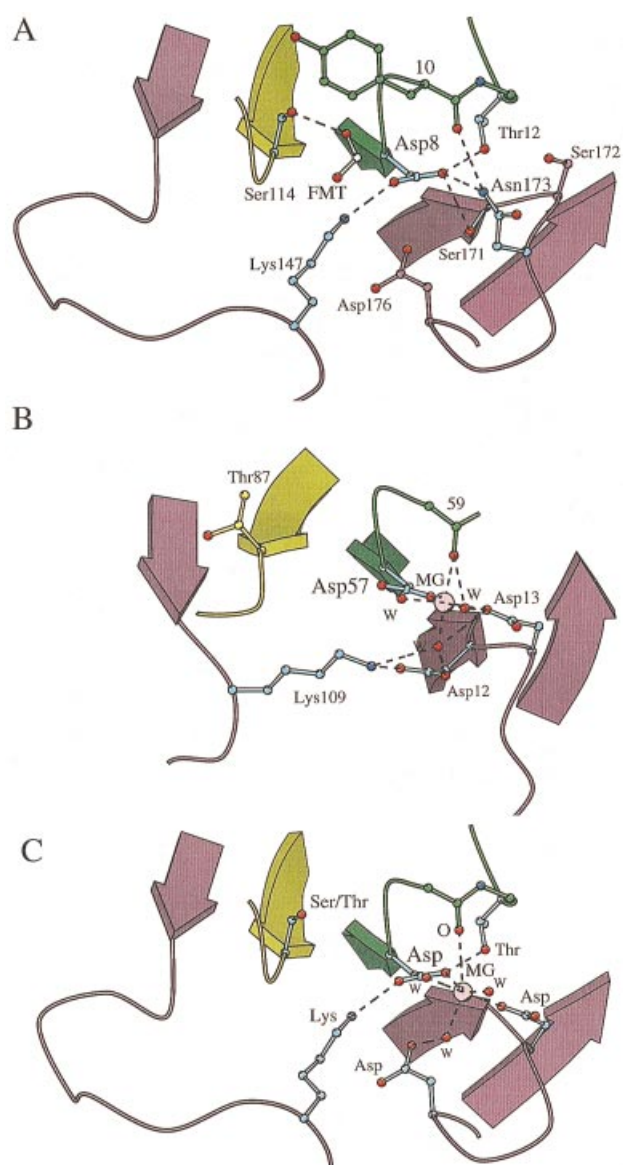 A
10
Asp8
Thr12
Ser172
Ser114
FMT
Asn173
Lys147
Ser171
Asp176
B
Thr87
59
Asp57
MG
W
W
Asp13
Lys109
Asp12
C
Ser/Thr
O
Asp
Thr
MG
W
W
Asp
Lys
W
Asp